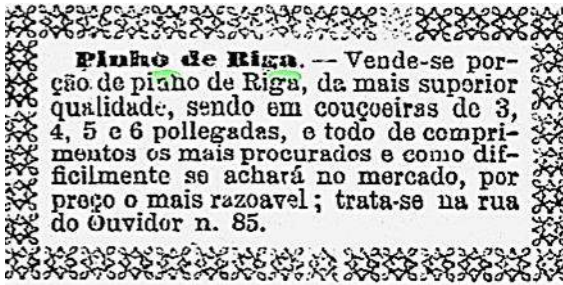 Pinho de Riga. — Vende-se por-
ção de pinho de Riga, da mais superior
qualidade, sendo em couçoeiras de 3,
4, 5 e 6 pollegadas, e todo de compri-
mentos os mais procurados e como dif-
ficilmente se achará no mercado, por
preço o mais razoavel; trata-se na rua
do Ouvidor n. 85.